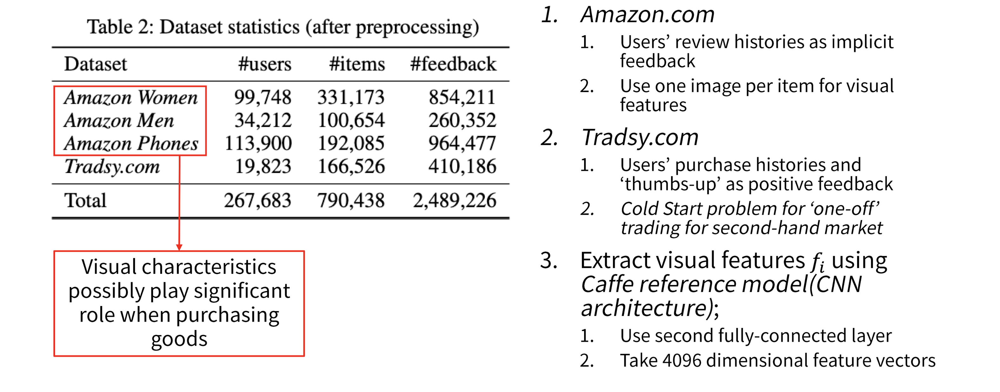 Table 2: Dataset statistics (after preprocessing)
Dataset #users #items #feedback
Amazon Women 99,748 331,173 854,211
Amazon Men 34,212 100,654 260,352
Amazon Phones 113,900 192,085 964,477
Tradsy.com 19,823 166,526 410,186
Total 267,683 790,438 2,489,226
Visual characteristics
possibly play significant
role when purchasing
goods
1. Amazon.com
1. Users’ review histories as implicit
feedback
2. Use one image per item for visual
features
2. Tradsy.com
1. Users’ purchase histories and
‘thumbs-up’ as positive feedback
2. Cold Start problem for ‘one-off’
trading for second-hand market
3. Extract visual features fᵢ using
Caffe reference model(CNN
architecture);
1. Use second fully-connected layer
2. Take 4096 dimensional feature vectors